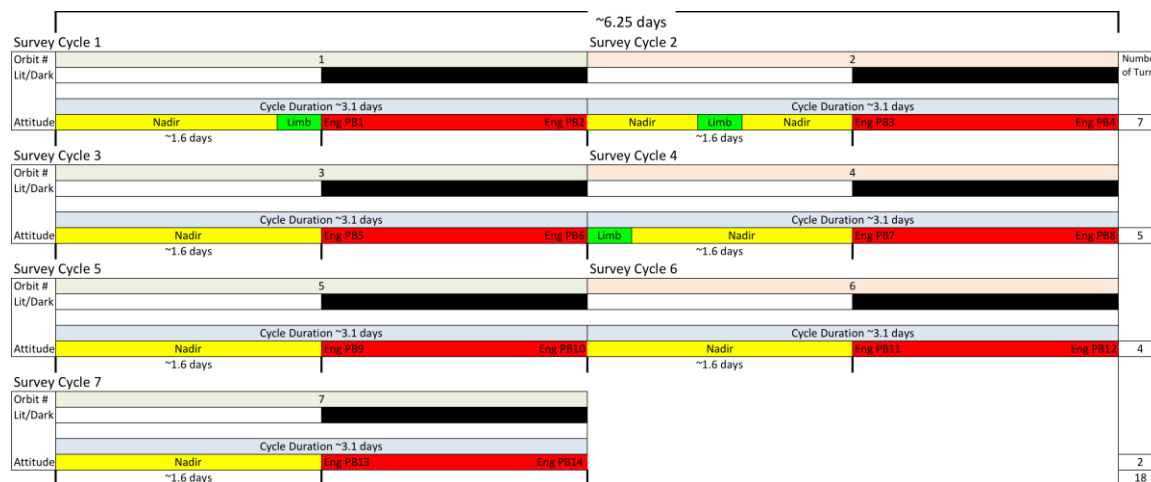 ~6.25 days
Survey Cycle 1 Survey Cycle 2
Orbit # 1 2 Numbe
Lit/Dark of Turn
Cycle Duration ~3.1 days Cycle Duration ~3.1 days
Attitude Nadir Limb Eng PB1 Eng PB2 Nadir Limb Nadir Eng PB3 Eng PB4 7
~1.6 days ~1.6 days
Survey Cycle 3 Survey Cycle 4
Orbit # 3 4
Lit/Dark
Cycle Duration ~3.1 days Cycle Duration ~3.1 days
Attitude Nadir Eng PB5 Eng PB6 Limb Nadir Eng PB7 Eng PB8 5
~1.6 days ~1.6 days
Survey Cycle 5 Survey Cycle 6
Orbit # 5 6
Lit/Dark
Cycle Duration ~3.1 days Cycle Duration ~3.1 days
Attitude Nadir Eng PB9 Eng PB10 Nadir Eng PB11 Eng PB12 4
~1.6 days ~1.6 days
Survey Cycle 7
Orbit # 7
Lit/Dark
Cycle Duration ~3.1 days
Attitude Nadir Eng PB13 Eng PB14 2
~1.6 days 18